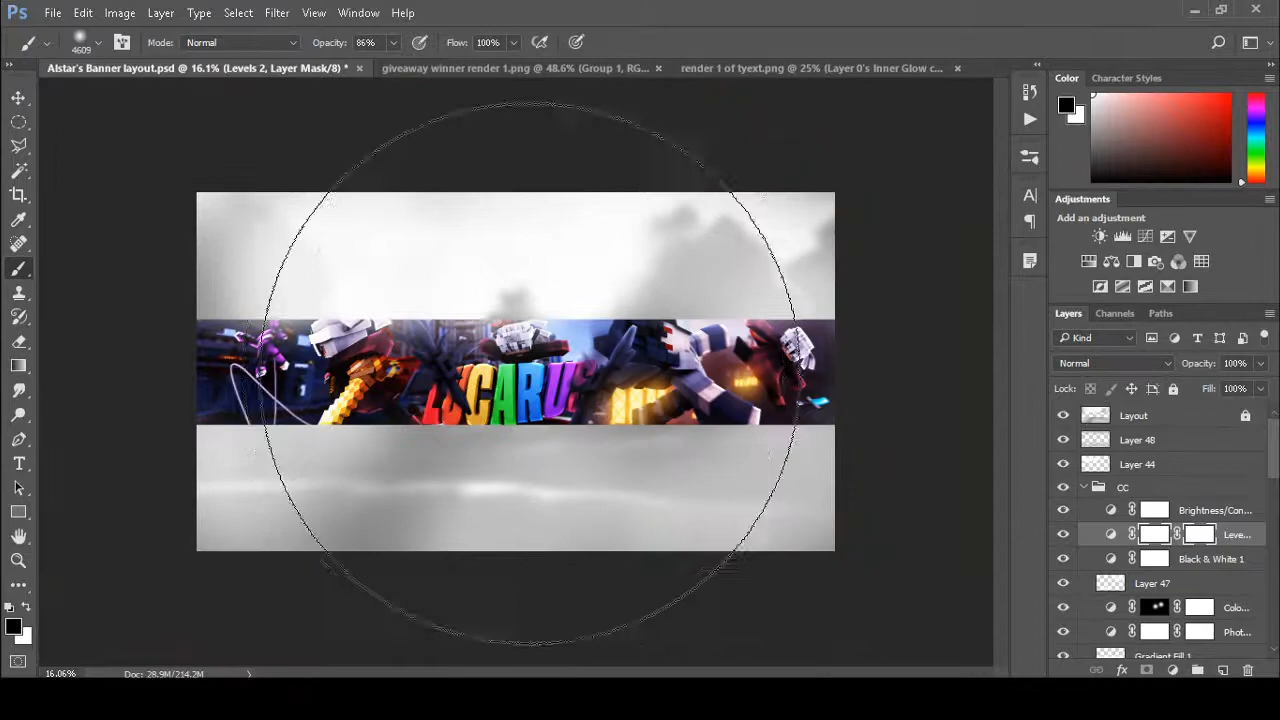 Ps File Edit Image Layer Type Select Filter View Window Help
4609 Mode: Normal Opacity: 86% Flow: 100%
Alstar's Banner layout.psd @ 16.1% (Levels 2, Layer Mask/8) * × giveaway winner render 1.png @ 48.6% (Group 1, RG... × render 1 of tyext.png @ 25% (Layer 0's Inner Glow c... ×
Color Character Styles
Adjustments
Add an adjustment
Layers Channels Paths
Kind
Normal Opacity: 100%
Lock: Fill: 100%
Layout
Layer 48
Layer 44
CC
Brightness/Con...
Leve...
Black & White 1
Layer 47
Colo...
Phot...
Gradient Fill 1
16.06% Doc: 28.9M/214.2M